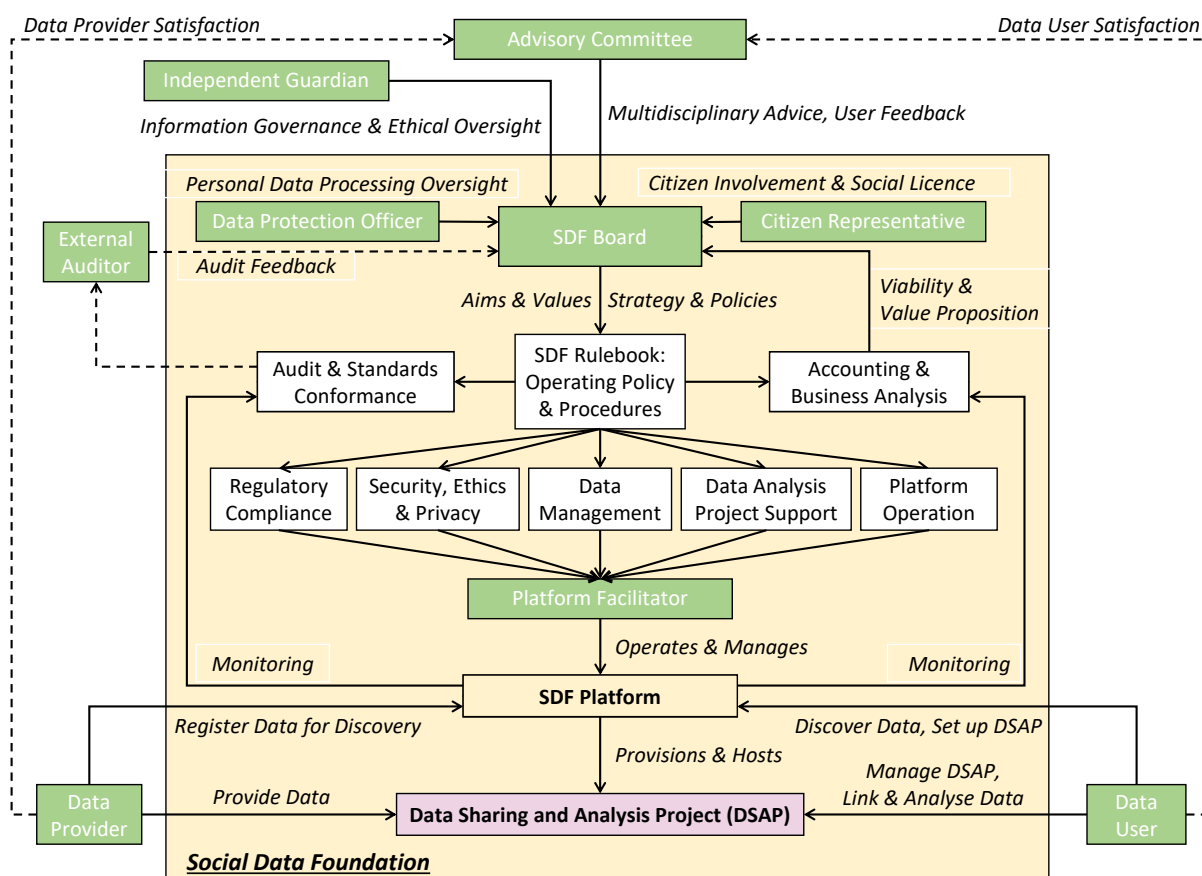 Data Provider Satisfaction
Advisory Committee
Data User Satisfaction
Independent Guardian
Information Governance & Ethical Oversight
Multidisciplinary Advice, User Feedback
Personal Data Processing Oversight
Citizen Involvement & Social Licence
Data Protection Officer
SDF Board
Citizen Representative
External
Auditor
Audit Feedback
Aims & Values
Strategy & Policies
Viability &
Value Proposition
Audit & Standards
Conformance
SDF Rulebook:
Operating Policy
& Procedures
Accounting &
Business Analysis
Regulatory
Compliance
Security, Ethics
& Privacy
Data
Management
Data Analysis
Project Support
Platform
Operation
Platform Facilitator
Operates & Manages
Monitoring
Monitoring
SDF Platform
Register Data for Discovery
Discover Data, Set up DSAP
Provisions & Hosts
Manage DSAP,
Link & Analyse Data
Data
Provider
Provide Data
Data Sharing and Analysis Project (DSAP)
Data
User
Social Data Foundation